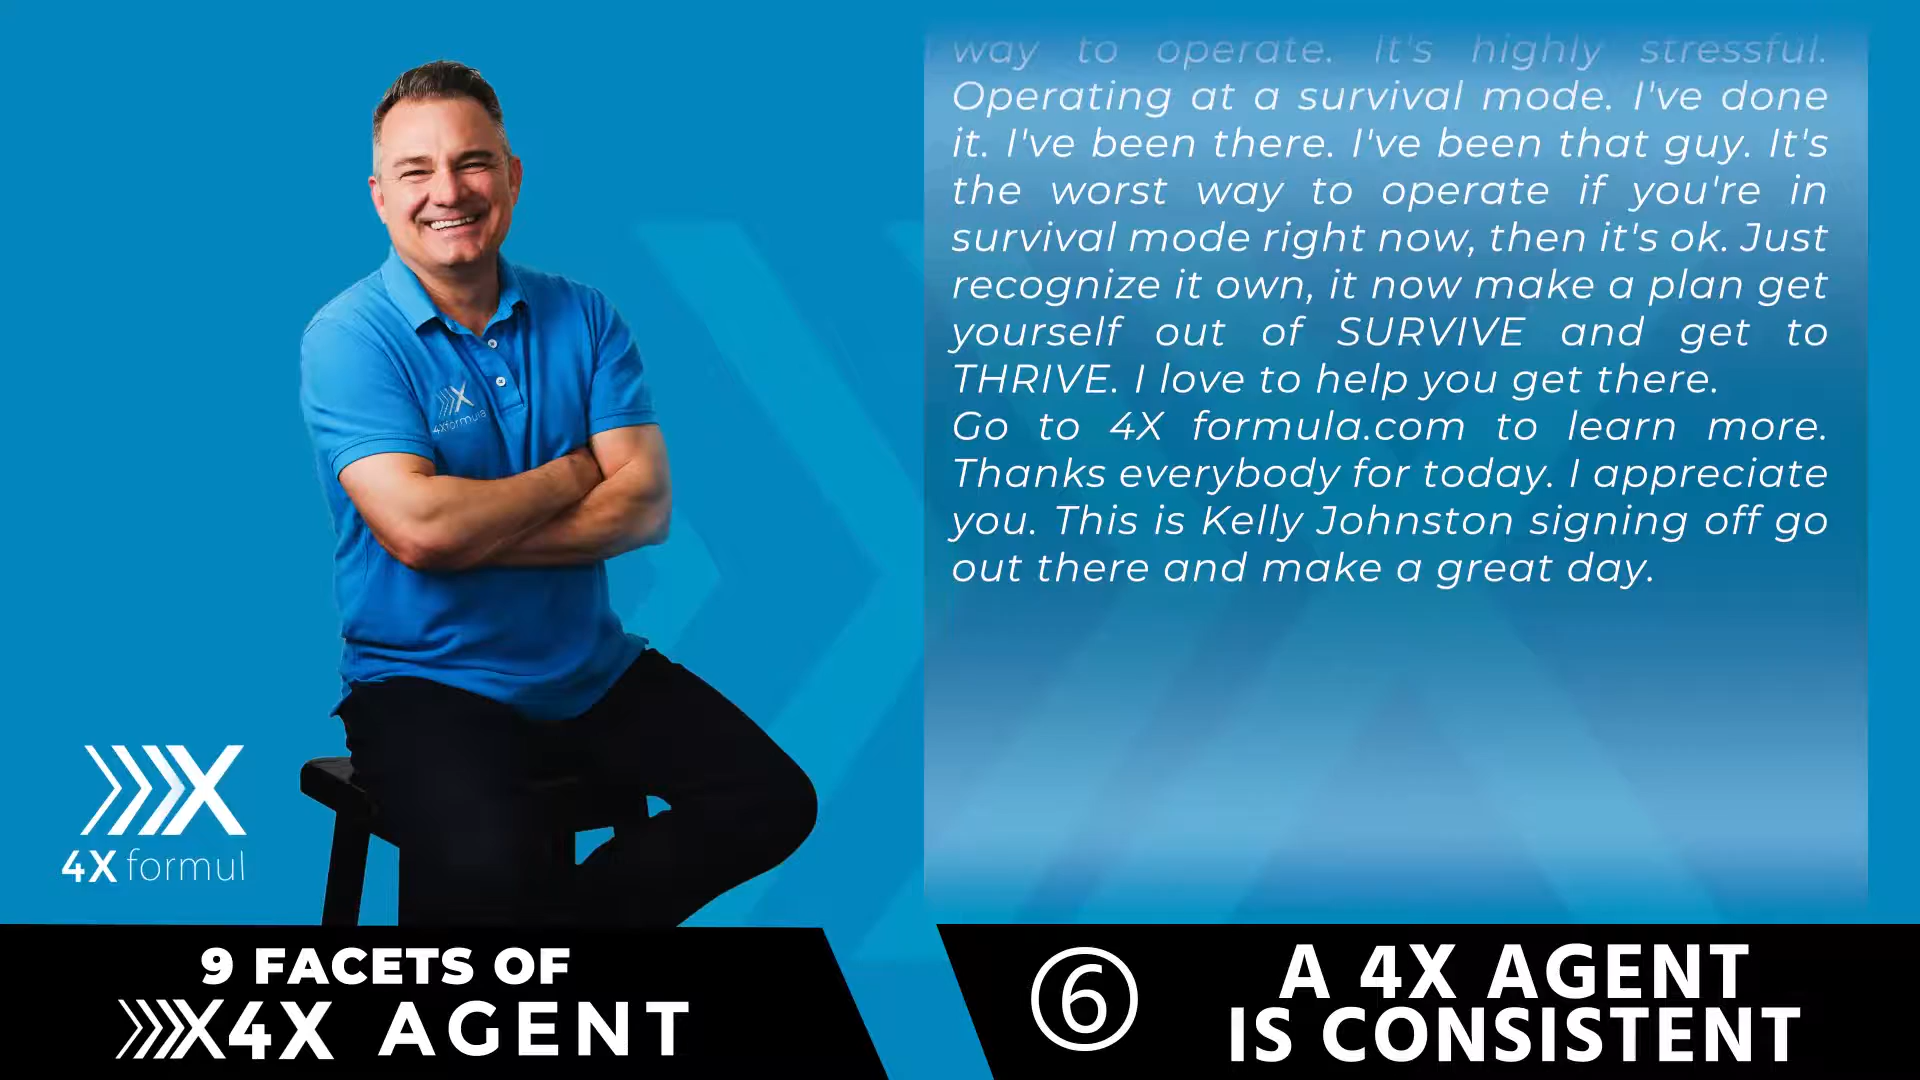 way to operate. It's highly stressful.
Operating at a survival mode. I've done
it. I've been there. I've been that guy. It's
the worst way to operate if you're in
survival mode right now, then it's ok. Just
recognize it own, it now make a plan get
yourself out of SURVIVE and get to
THRIVE. I love to help you get there.
Go to 4X formula.com to learn more.
Thanks everybody for today. I appreciate
you. This is Kelly Johnston signing off go
out there and make a great day.
X
4Xformula
X
4X formul
9 FACETS OF
X4X AGENT
6
A 4X AGENT
IS CONSISTENT